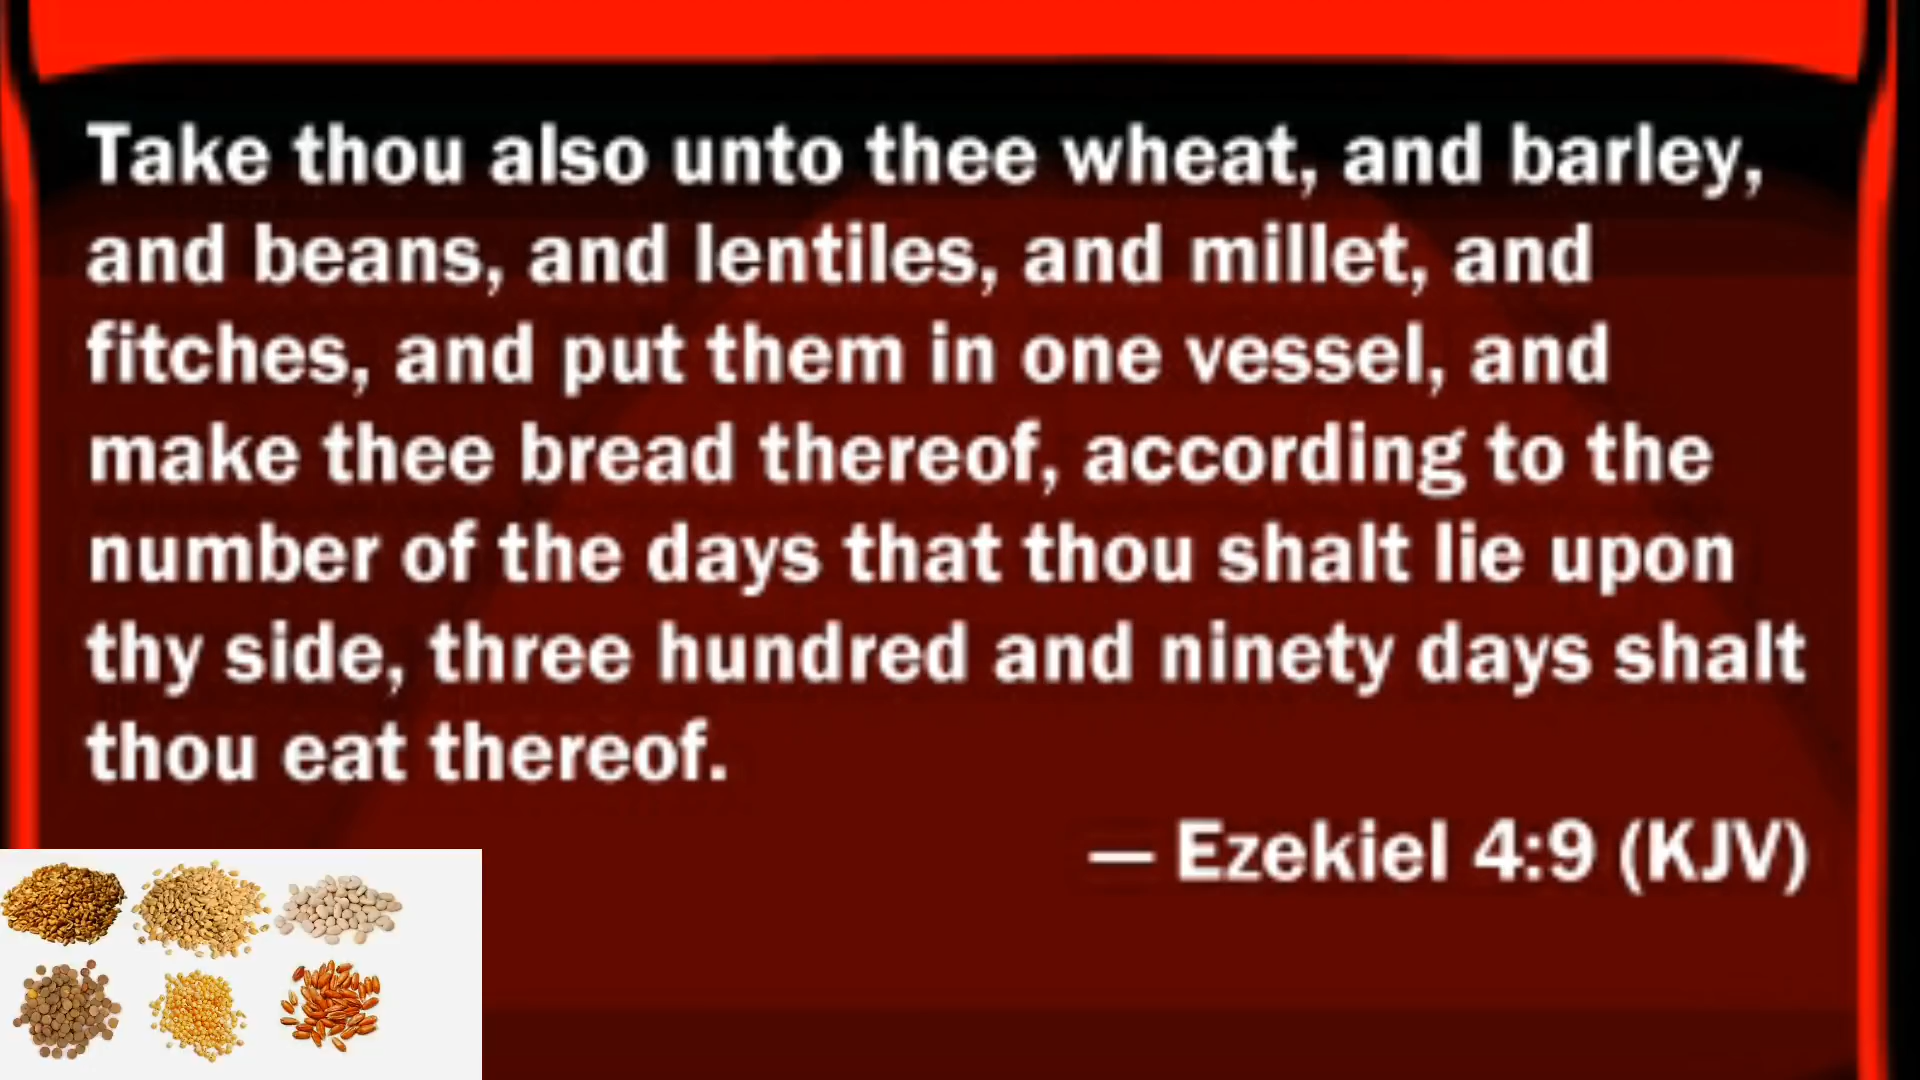 Take thou also unto thee wheat, and barley,
and beans, and lentiles, and millet, and
fitches, and put them in one vessel, and
make thee bread thereof, according to the
number of the days that thou shalt lie upon
thy side, three hundred and ninety days shalt
thou eat thereof.
— Ezekiel 4:9 (KJV)